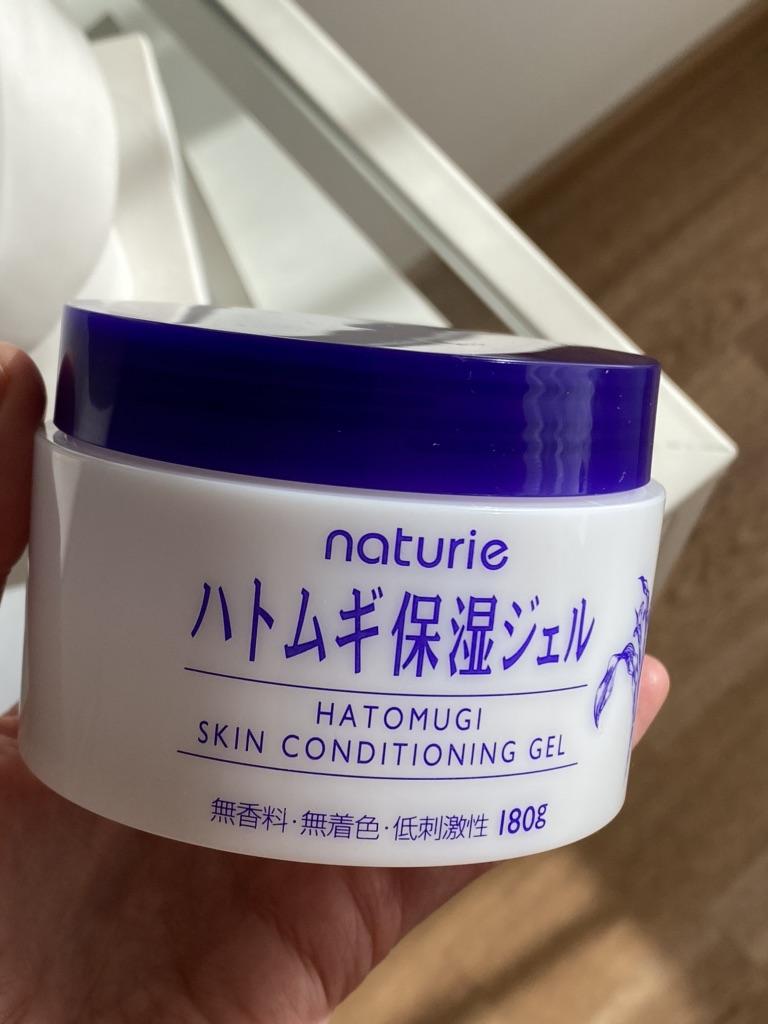 naturie
ハトムギ保湿ジェル
HATOMUGI
SKIN CONDITIONING GEL
無香料・無着色・低刺激性 180g